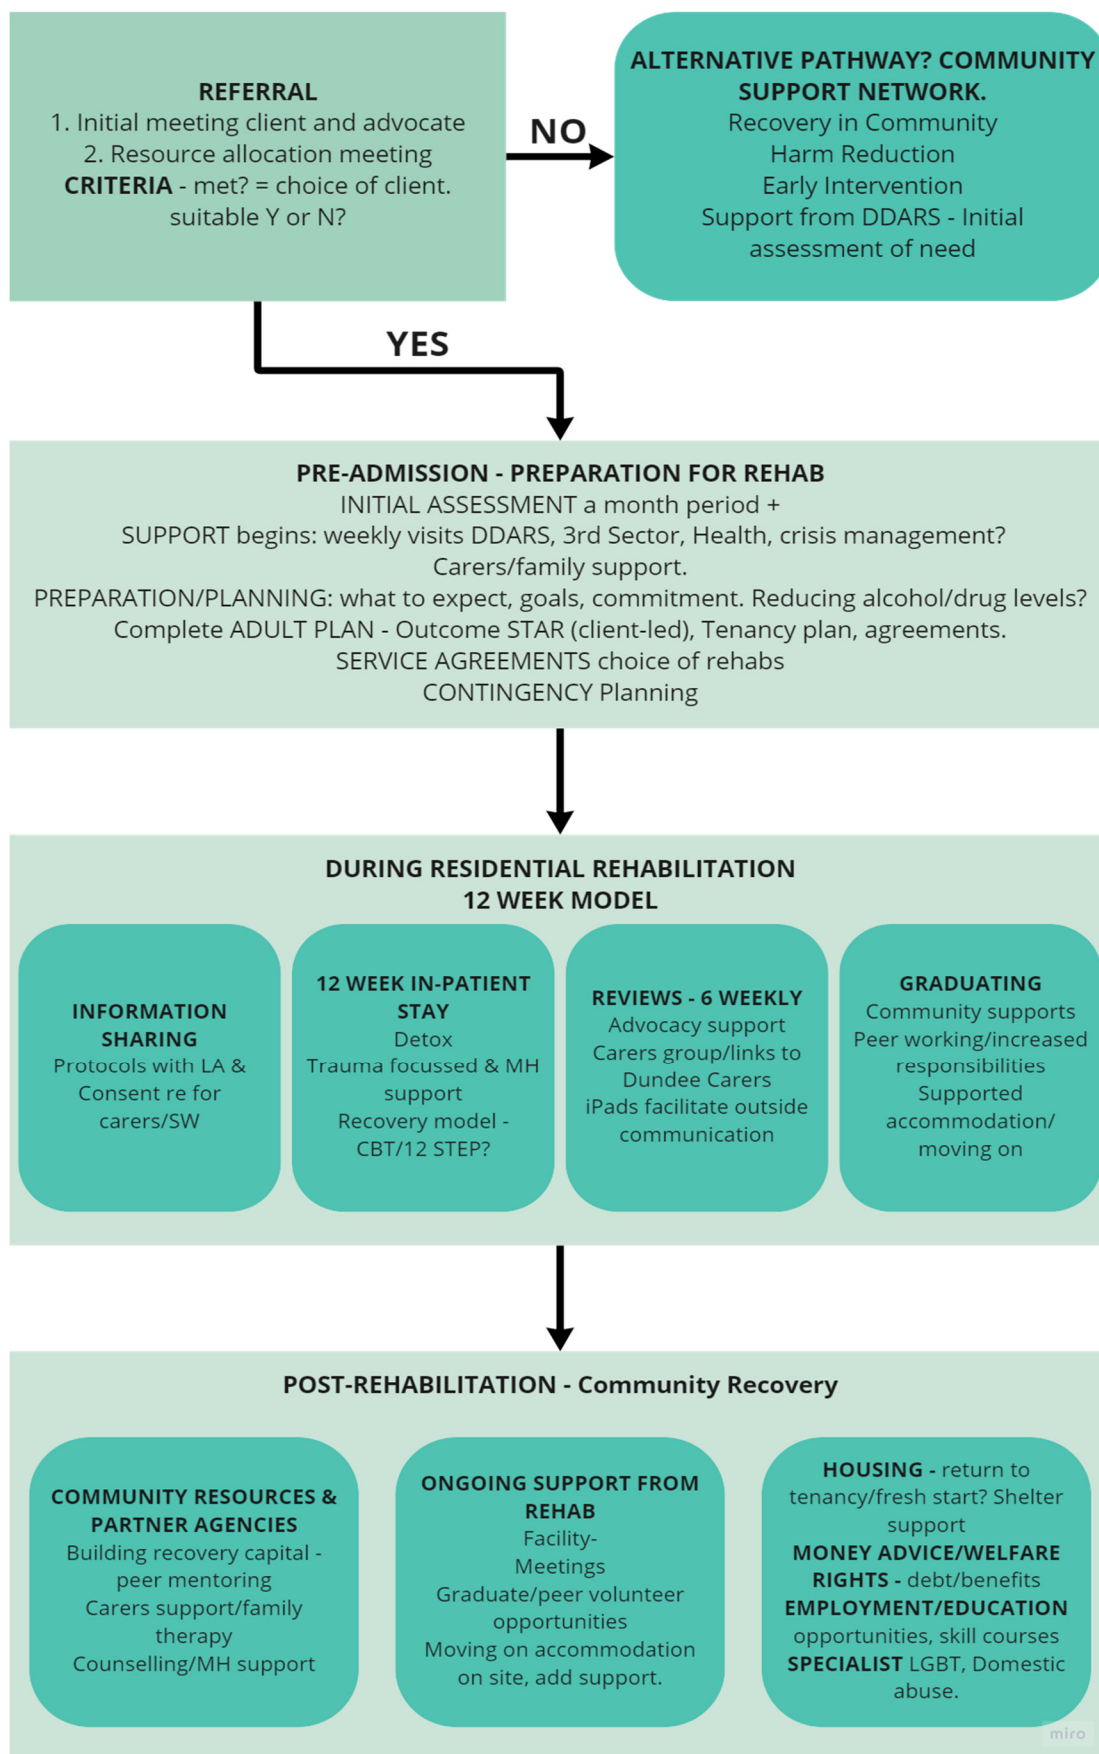 REFERRAL
1. Initial meeting client and advocate
2. Resource allocation meeting
CRITERIA - met? = choice of client.
suitable Y or N?
NO
ALTERNATIVE PATHWAY? COMMUNITY
SUPPORT NETWORK.
Recovery in Community
Harm Reduction
Early Intervention
Support from DDARS - Initial
assessment of need
YES
PRE-ADMISSION - PREPARATION FOR REHAB
INITIAL ASSESSMENT a month period +
SUPPORT begins: weekly visits DDARS, 3rd Sector, Health, crisis management?
Carers/family support.
PREPARATION/PLANNING: what to expect, goals, commitment. Reducing alcohol/drug levels?
Complete ADULT PLAN - Outcome STAR (client-led), Tenancy plan, agreements.
SERVICE AGREEMENTS choice of rehabs
CONTINGENCY Planning
DURING RESIDENTIAL REHABILITATION
12 WEEK MODEL
INFORMATION
SHARING
Protocols with LA &
Consent re for
carers/SW
12 WEEK IN-PATIENT
STAY
Detox
Trauma focussed & MH
support
Recovery model -
CBT/12 STEP?
REVIEWS - 6 WEEKLY
Advocacy support
Carers group/links to
Dundee Carers
iPads facilitate outside
communication
GRADUATING
Community supports
Peer working/increased
responsibilities
Supported
accommodation/
moving on
POST-REHABILITATION - Community Recovery
COMMUNITY RESOURCES &
PARTNER AGENCIES
Building recovery capital -
peer mentoring
Carers support/family
therapy
Counselling/MH support
ONGOING SUPPORT FROM
REHAB
Facility-
Meetings
Graduate/peer volunteer
opportunities
Moving on accommodation
on site, add support.
HOUSING - return to
tenancy/fresh start? Shelter
support
MONEY ADVICE/WELFARE
RIGHTS - debt/benefits
EMPLOYMENT/EDUCATION
opportunities, skill courses
SPECIALIST LGBT, Domestic
abuse.
miro